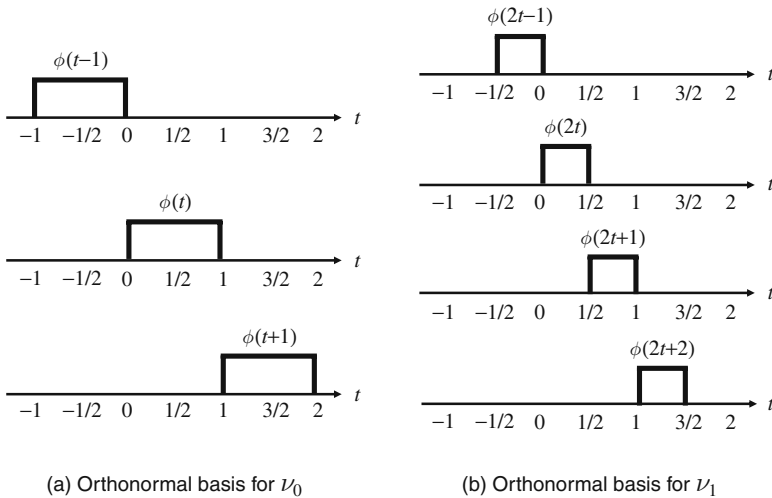 ϕ(t−1)
−1 −1/2 0 1/2 1 3/2 2 t
ϕ(t)
−1 −1/2 0 1/2 1 3/2 2 t
ϕ(t+1)
−1 −1/2 0 1/2 1 3/2 2 t
(a) Orthonormal basis for ν0
ϕ(2t−1)
−1 −1/2 0 1/2 1 3/2 2 t
ϕ(2t)
−1 −1/2 0 1/2 1 3/2 2 t
ϕ(2t+1)
−1 −1/2 0 1/2 1 3/2 2 t
ϕ(2t+2)
−1 −1/2 0 1/2 1 3/2 2 t
(b) Orthonormal basis for ν1